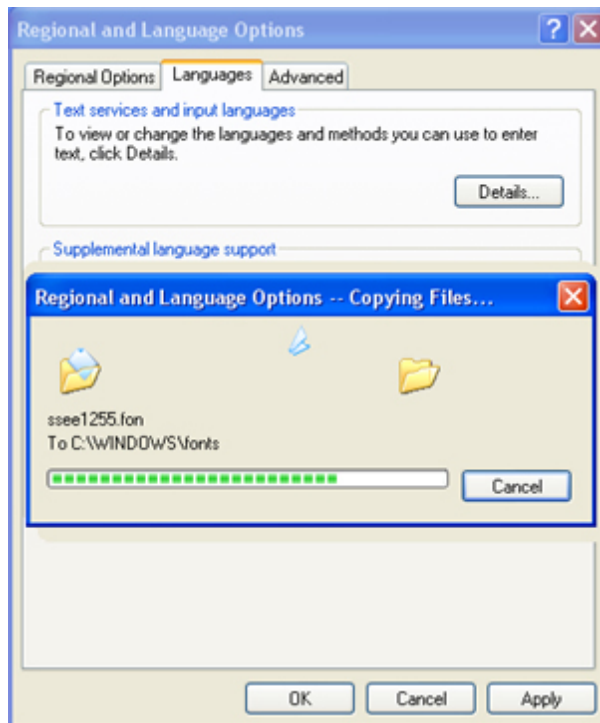 Regional and Language Options
Regional Options Languages Advanced
Text services and input languages
To view or change the languages and methods you can use to enter
text, click Details.
Details...
Supplemental language support
Regional and Language Options -- Copying Files...
ssee1255.fon
To C:\WINDOWS\fonts
Cancel
OK Cancel Apply